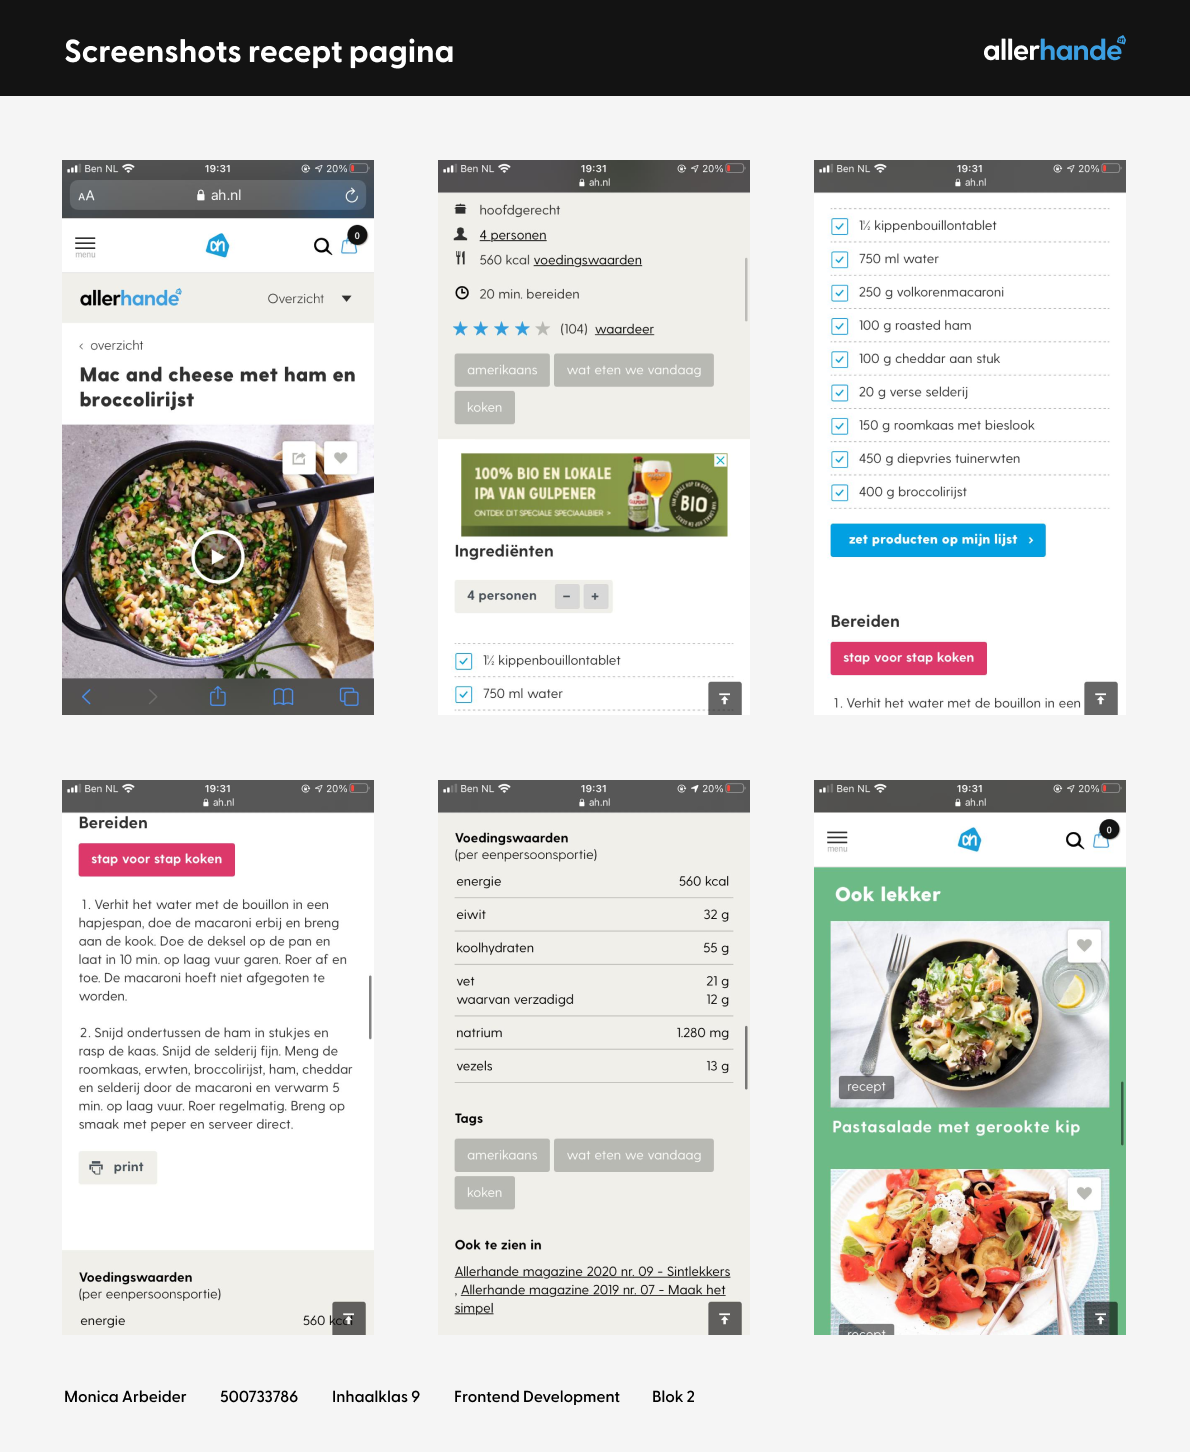 Screenshots recept pagina
allerhande
Ben NL 19:31 20%
AA ah.nl
menu 0
allerhande Overzicht
‹ overzicht
Mac and cheese met ham en
broccolirijst
Ben NL 19:31 20%
ah.nl
hoofdgerecht
4 personen
560 kcal voedingswaarden
20 min. bereiden
(104) waardeer
amerikaans wat eten we vandaag
koken
100% BIO EN LOKALE
IPA VAN GULPENER
ONTDEK DIT SPECIALE SPECIAALBIER >
BIO
Ingrediënten
4 personen − +
1½ kippenbouillontablet
750 ml water
Ben NL 19:31 20%
ah.nl
1½ kippenbouillontablet
750 ml water
250 g volkorenmacaroni
100 g roasted ham
100 g cheddar aan stuk
20 g verse selderij
150 g roomkaas met bieslook
450 g diepvries tuinerwten
400 g broccolirijst
zet producten op mijn lijst ›
Bereiden
stap voor stap koken
1. Verhit het water met de bouillon in een
Ben NL 19:31 20%
ah.nl
Bereiden
stap voor stap koken
1. Verhit het water met de bouillon in een
hapjespan, doe de macaroni erbij en breng
aan de kook. Doe de deksel op de pan en
laat in 10 min. op laag vuur garen. Roer af en
toe. De macaroni hoeft niet afgegoten te
worden.
2. Snijd ondertussen de ham in stukjes en
rasp de kaas. Snijd de selderij fijn. Meng de
roomkaas, erwten, broccolirijst, ham, cheddar
en selderij door de macaroni en verwarm 5
min. op laag vuur. Roer regelmatig. Breng op
smaak met peper en serveer direct.
print
Voedingswaarden
(per eenpersoonsportie)
energie 560 kcal
Ben NL 19:31 20%
ah.nl
Voedingswaarden
(per eenpersoonsportie)
energie 560 kcal
eiwit 32 g
koolhydraten 55 g
vet 21 g
waarvan verzadigd 12 g
natrium 1.280 mg
vezels 13 g
Tags
amerikaans wat eten we vandaag
koken
Ook te zien in
Allerhande magazine 2020 nr. 09 - Sintlekkers
, Allerhande magazine 2019 nr. 07 - Maak het
simpel
Ben NL 19:31 20%
ah.nl
menu 0
Ook lekker
recept
Pastasalade met gerookte kip
recept
Monica Arbeider 500733786 Inhaalklas 9 Frontend Development Blok 2